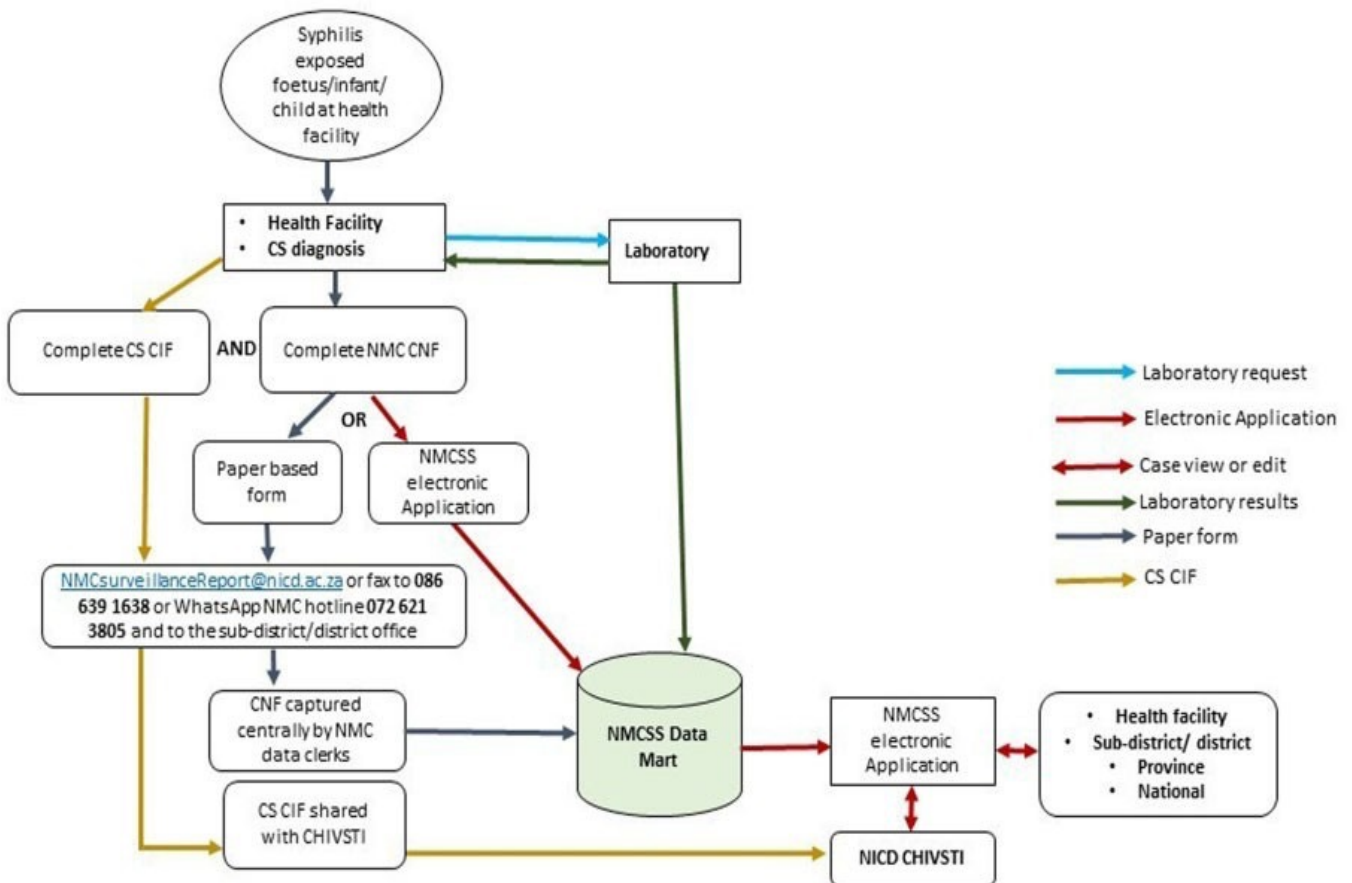 Syphilis
exposed
foetus/infant/
child at health
facility
• Health Facility
• CS diagnosis
Laboratory
Complete CS CIF
AND
Complete NMC CNF
OR
Paper based
form
NMCSS
electronic
Application
NMCsurveillanceReport@nicd.ac.za or fax to 086
639 1638 or WhatsApp NMC hotline 072 621
3805 and to the sub-district/district office
CNF captured
centrally by NMC
data clerks
CS CIF shared
with CHIVSTI
NMCSS Data
Mart
NMCSS
electronic
Application
• Health facility
• Sub-district/ district
• Province
• National
NICD CHIVSTI
Laboratory request
Electronic Application
Case view or edit
Laboratory results
Paper form
CS CIF